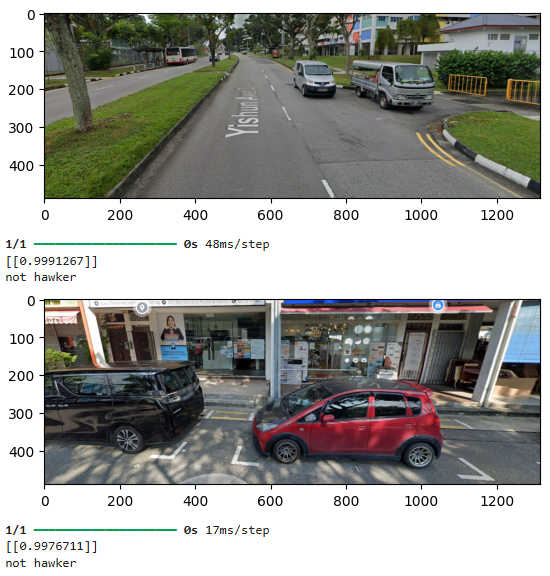 0
100
200
300
400
Yishun Ave
0 200 400 600 800 1000 1200
1/1 ━━━━━━━━━━━━━━━━━━━━ 0s 48ms/step
[[0.9991267]]
not hawker
0
100
200
300
400
0 200 400 600 800 1000 1200
1/1 ━━━━━━━━━━━━━━━━━━━━ 0s 17ms/step
[[0.9976711]]
not hawker